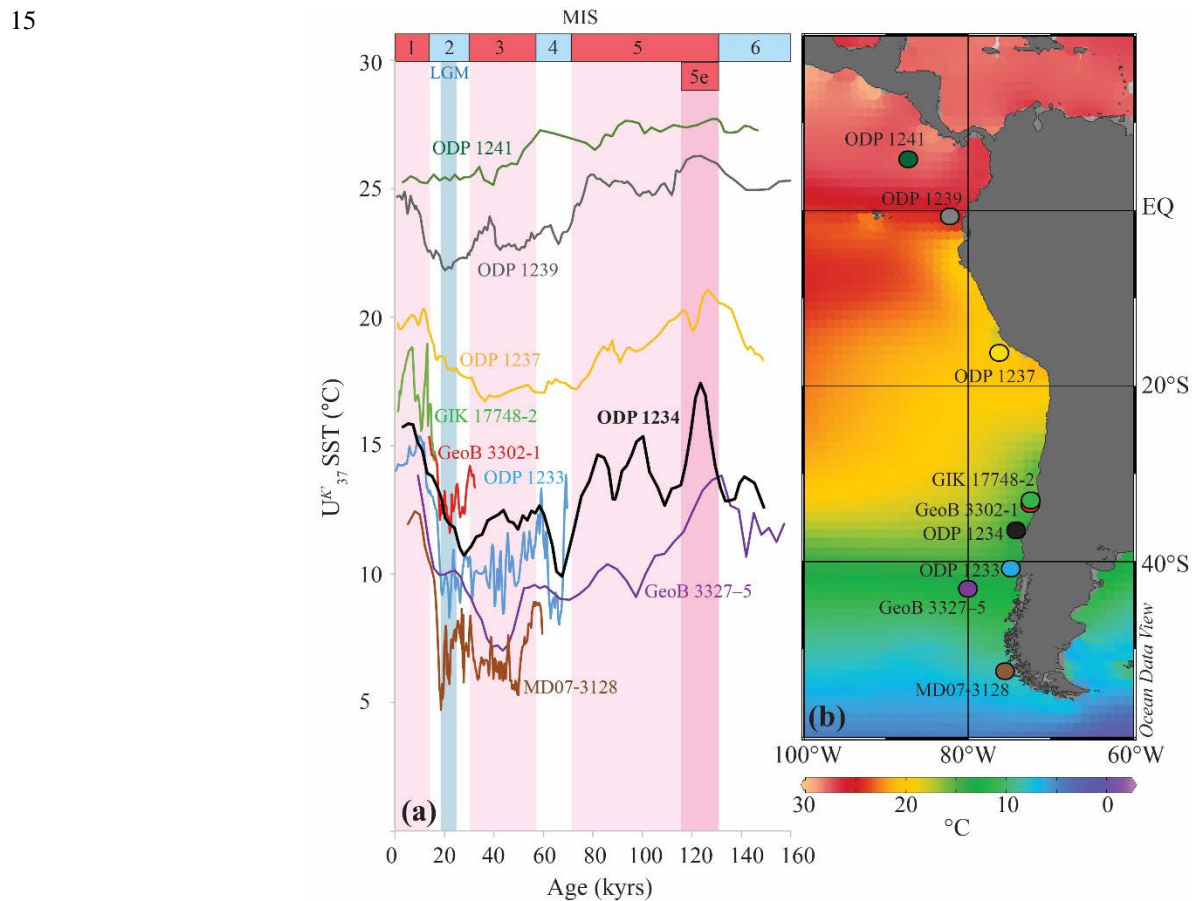 15
MIS
1 2 3 4 5 6
LGM
5e
30
25
20
15
10
5
ODP 1241
ODP 1239
ODP 1237
GIK 17748-2
ODP 1234
GeoB 3302-1
ODP 1233
GeoB 3327–5
MD07-3128
(a)
U^K'_37 SST (°C)
0 20 40 60 80 100 120 140 160
Age (kyrs)
ODP 1241
ODP 1239
EQ
ODP 1237
20°S
GIK 17748-2
GeoB 3302-1
ODP 1234
40°S
ODP 1233
GeoB 3327–5
MD07-3128
(b)
Ocean Data View
100°W 80°W 60°W
30 20 10 0
°C